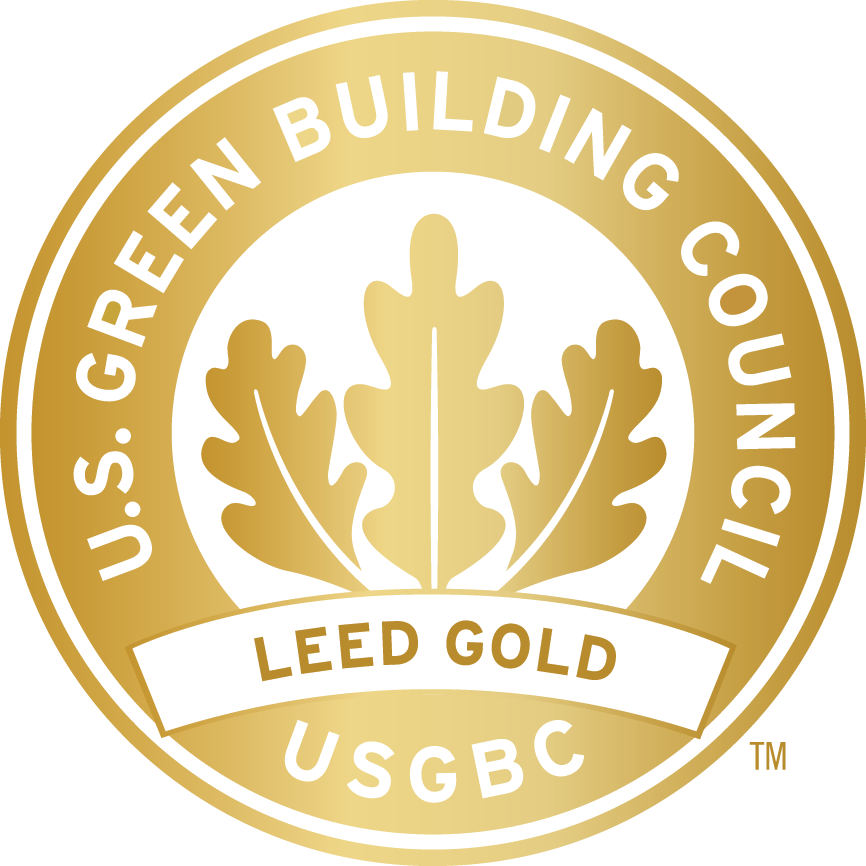 U.S. GREEN BUILDING COUNCIL
LEED GOLD
USGBC
TM